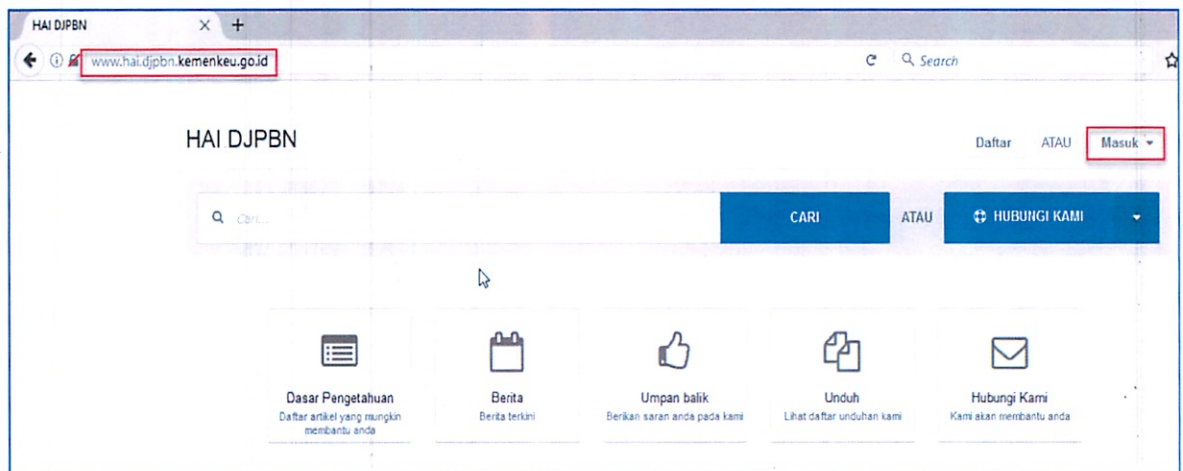 HAI DJPBN
www.hai.djpbn.kemenkeu.go.id
Search
HAI DJPBN
Daftar ATAU Masuk
Cari...
CARI
ATAU
HUBUNGI KAMI
Dasar Pengetahuan
Daftar artikel yang mungkin
membantu anda
Berita
Berita terkini
Umpan balik
Berikan saran anda pada kami
Unduh
Lihat daftar unduhan kami
Hubungi Kami
Kami akan membantu anda